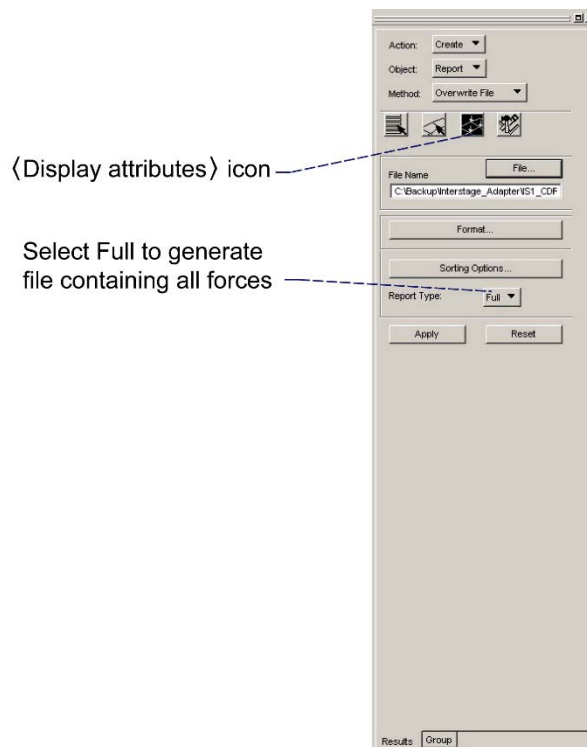 Action: Create
Object: Report
Method: Overwrite File
⟨Display attributes⟩ icon
File Name File...
C:\Backup\Interstage_Adapter\IS1_CDF
Format...
Select Full to generate
file containing all forces
Sorting Options...
Report Type: Full
Apply Reset
Results Group